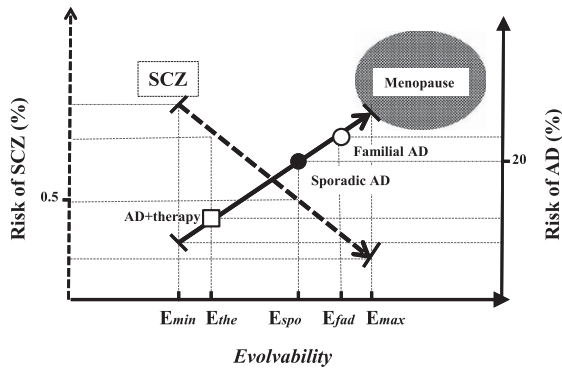 SCZ
Menopause
Familial AD
Sporadic AD
AD+therapy
Risk of SCZ (%)
0.5
Risk of AD (%)
20
Emin Ethe Espo Efad Emax
Evolvability